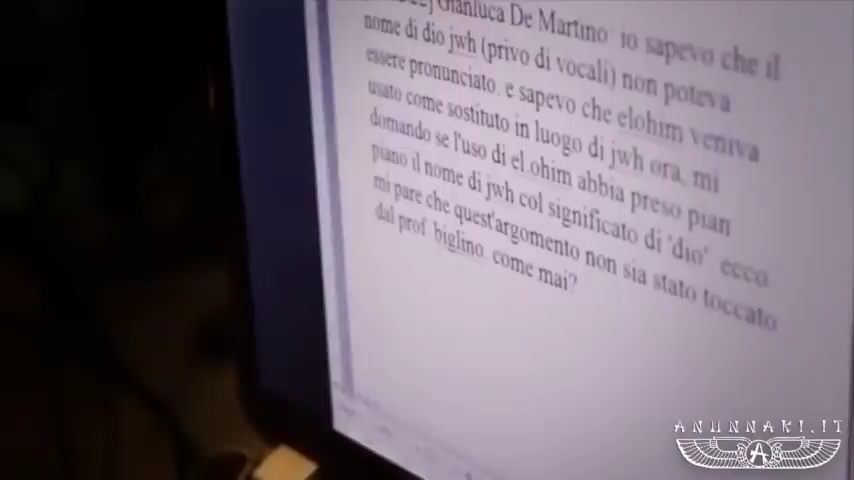 Gianluca De Martino: io sapevo che il
nome di dio jwh (privo di vocali) non poteva
essere pronunciato. e sapevo che elohim veniva
usato come sostituto in luogo di jwh ora, mi
domando se l'uso di el.ohim abbia preso pian
piano il nome di jwh col significato di 'dio'. ecco
mi pare che quest'argomento non sia stato toccato
dal prof. biglino. come mai?
ANUNNAKI.IT
A